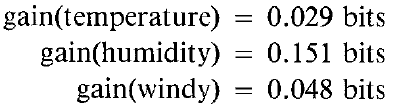 gain(temperature) = 0.029 bits
gain(humidity) = 0.151 bits
gain(windy) = 0.048 bits